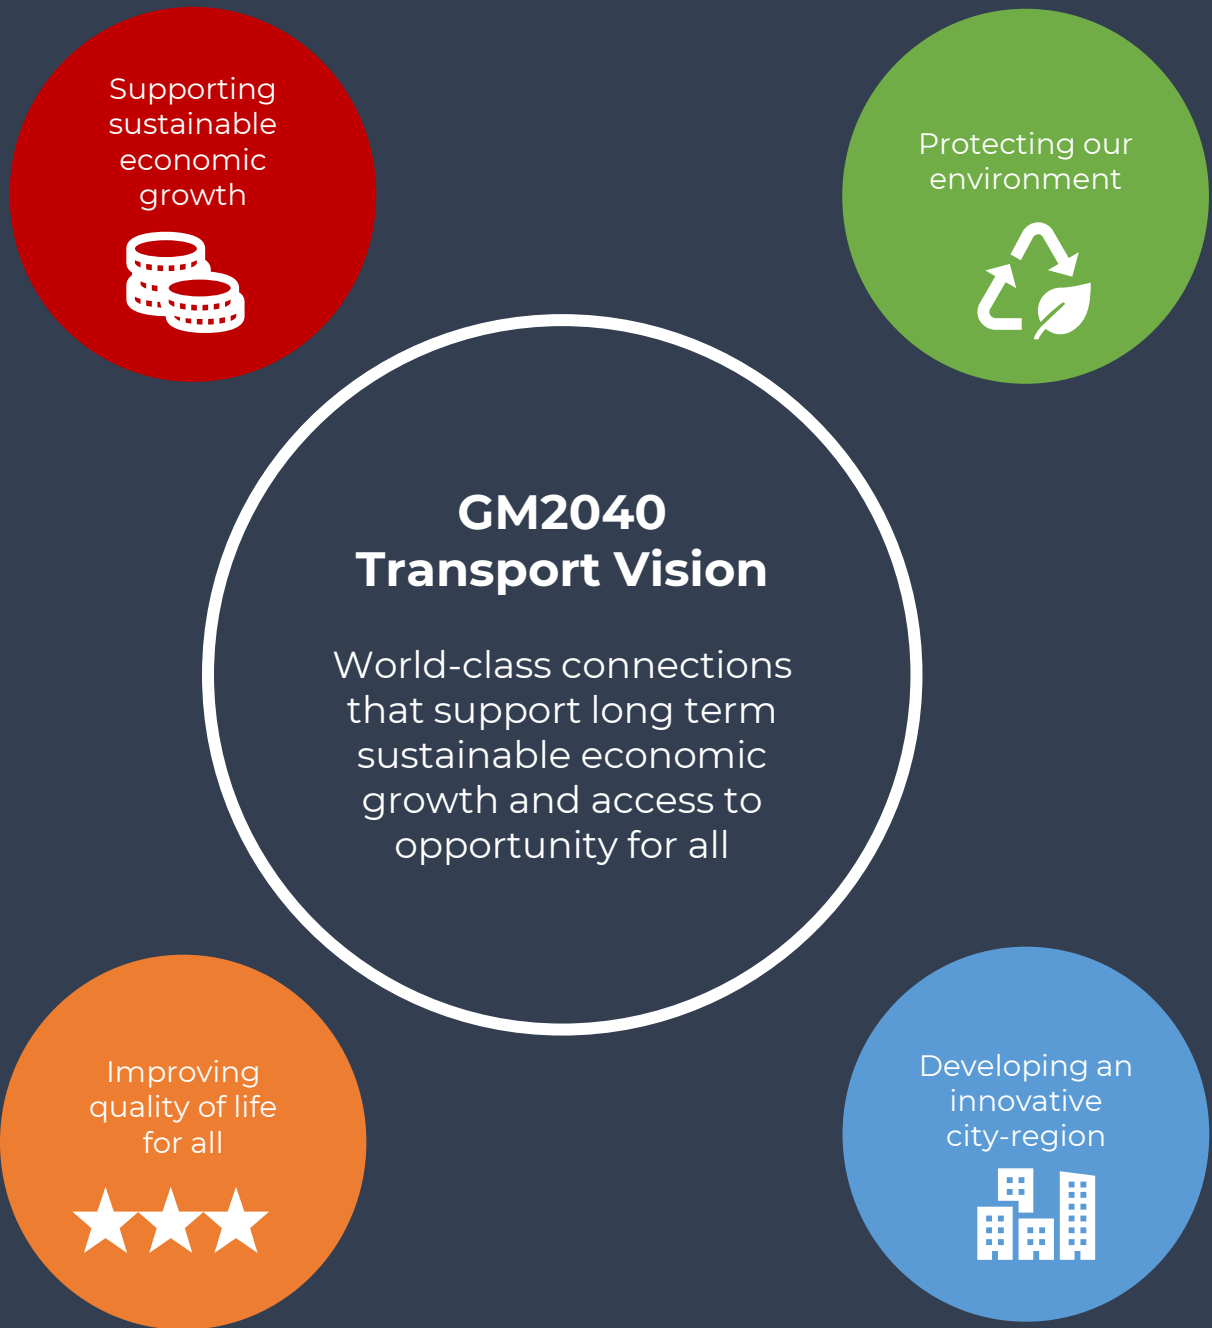 Supporting
sustainable
economic
growth
Protecting our
environment
GM2040
Transport Vision
World-class connections
that support long term
sustainable economic
growth and access to
opportunity for all
Improving
quality of life
for all
Developing an
innovative
city-region